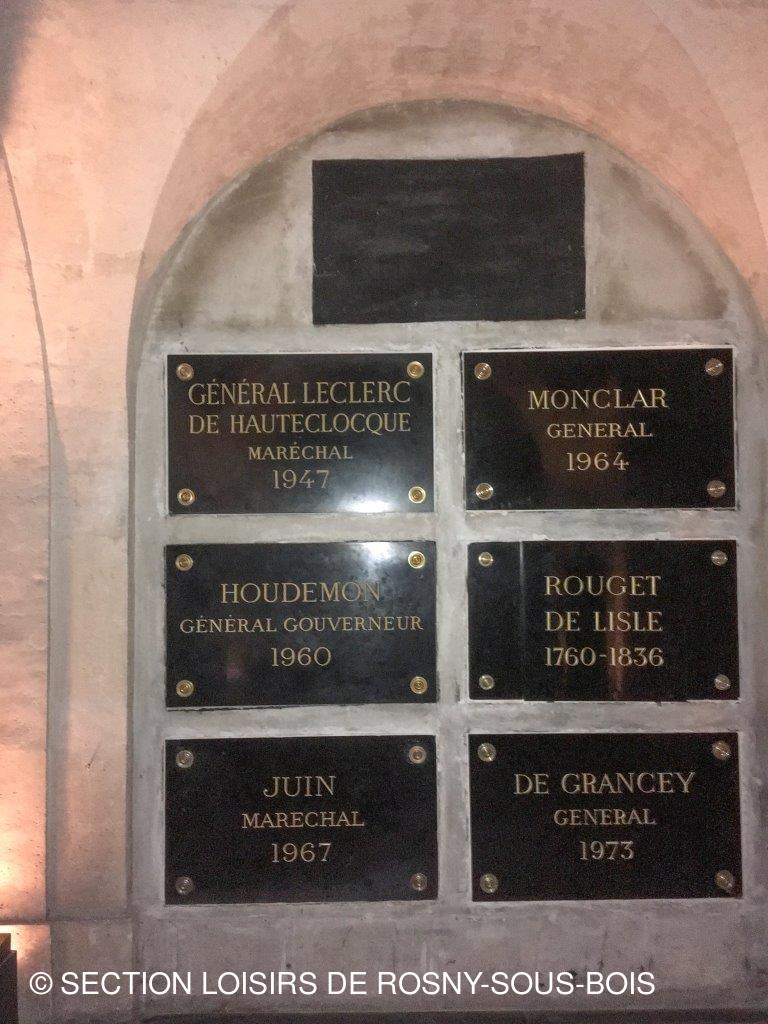 GÉNÉRAL LECLERC
DE HAUTECLOCQUE
MARÉCHAL
1947
MONCLAR
GENERAL
1964
HOUDEMON
GÉNÉRAL GOUVERNEUR
1960
ROUGET
DE LISLE
1760-1836
JUIN
MARECHAL
1967
DE GRANCEY
GENERAL
1973
© SECTION LOISIRS DE ROSNY-SOUS-BOIS